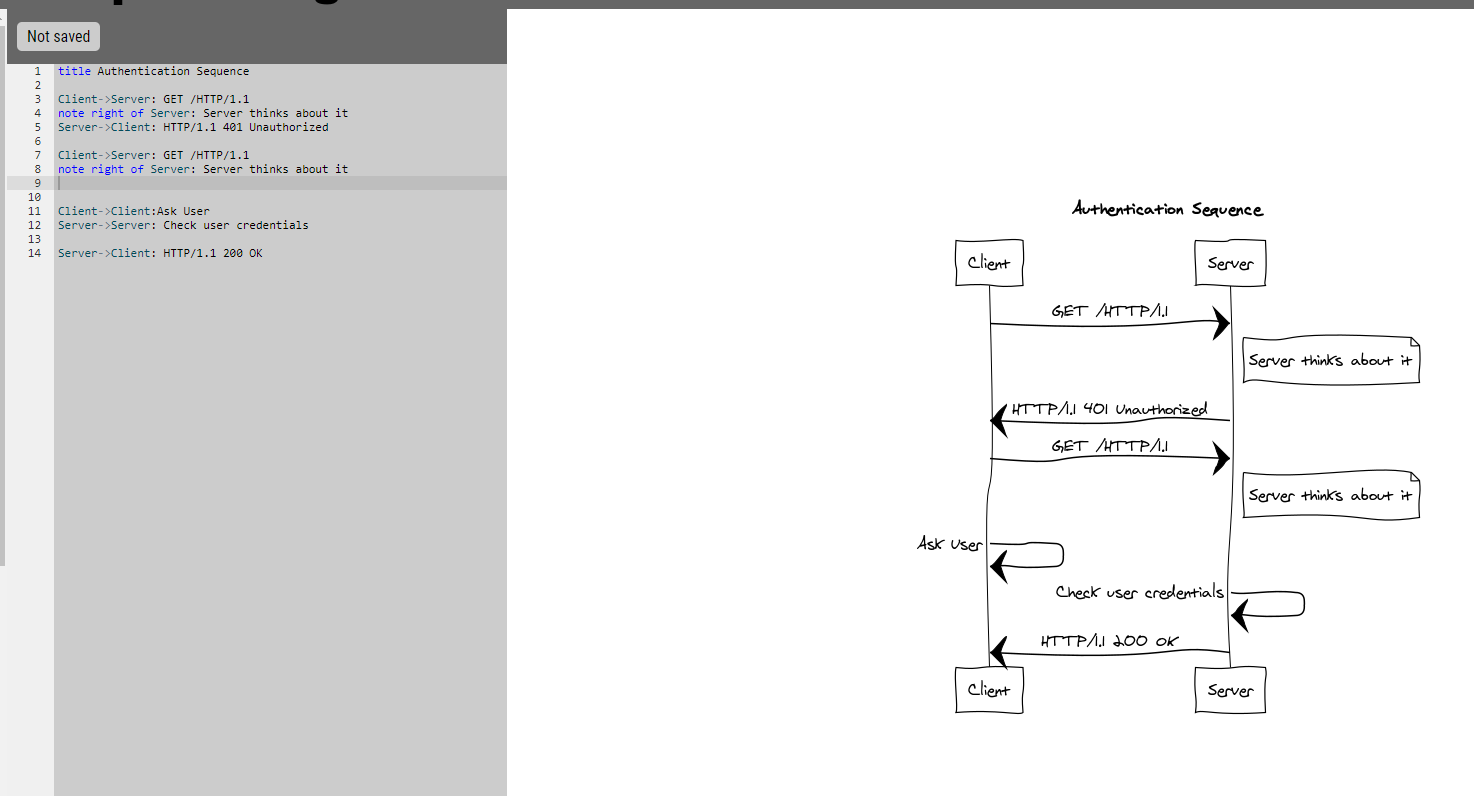 Not saved
1 title Authentication Sequence
2
3 Client->Server: GET /HTTP/1.1
4 note right of Server: Server thinks about it
5 Server->Client: HTTP/1.1 401 Unauthorized
6
7 Client->Server: GET /HTTP/1.1
8 note right of Server: Server thinks about it
9
10
11 Client->Client:Ask User
12 Server->Server: Check user credentials
13
14 Server->Client: HTTP/1.1 200 OK
Authentication Sequence
Client Server
GET /HTTP/1.1
Server thinks about it
HTTP/1.1 401 Unauthorized
GET /HTTP/1.1
Server thinks about it
Ask User
Check user credentials
HTTP/1.1 200 OK
Client Server